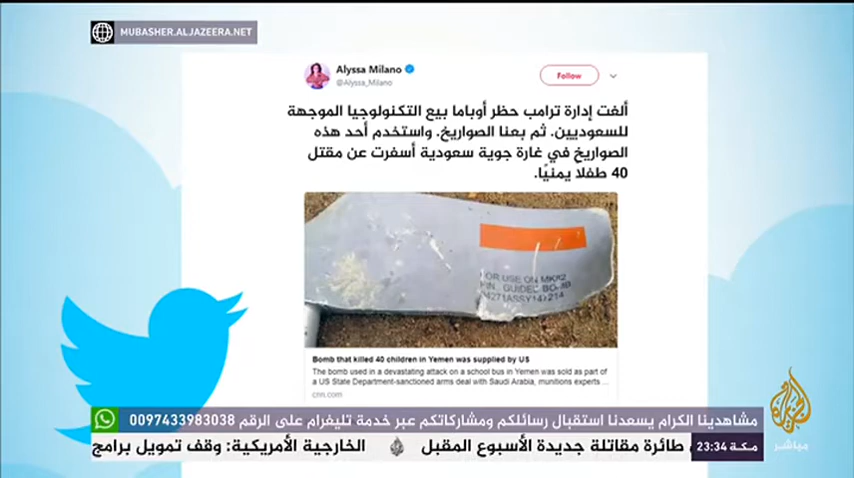 MUBASHER.ALJAZEERA.NET
Alyssa Milano
@Alyssa_Milano
Follow
ألغت إدارة ترامب حظر أوباما بيع التكنولوجيا الموجهة
للسعوديين. ثم بعنا الصواريخ. واستخدم أحد هذه
الصواريخ في غارة جوية سعودية أسفرت عن مقتل
40 طفلا يمنيًا.
FOR USE ON MK82
GUIDED BOMB
94271ASSY14 214
Bomb that killed 40 children in Yemen was supplied by US
The bomb used in a devastating attack on a school bus in Yemen was sold as part of
a US State Department-sanctioned arms deal with Saudi Arabia, munitions experts ...
cnn.com
مشاهدينا الكرام يسعدنا استقبال رسائلكم ومشاركاتكم عبر خدمة تليغرام على الرقم 0097433983038
مكة 23:34
طائرة مقاتلة جديدة الأسبوع المقبل
الخارجية الأمريكية: وقف تمويل برامج
الجزيرة
مباشر